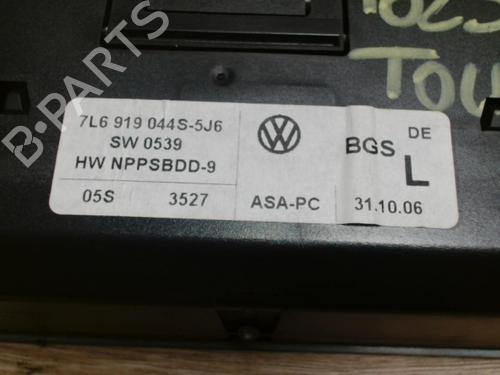 TOU
7L6 919 044S-5J6
SW 0539
HW NPPSBDD-9
05S 3527
ASA-PC
BGS
DE
L
31.10.06
B-Parts